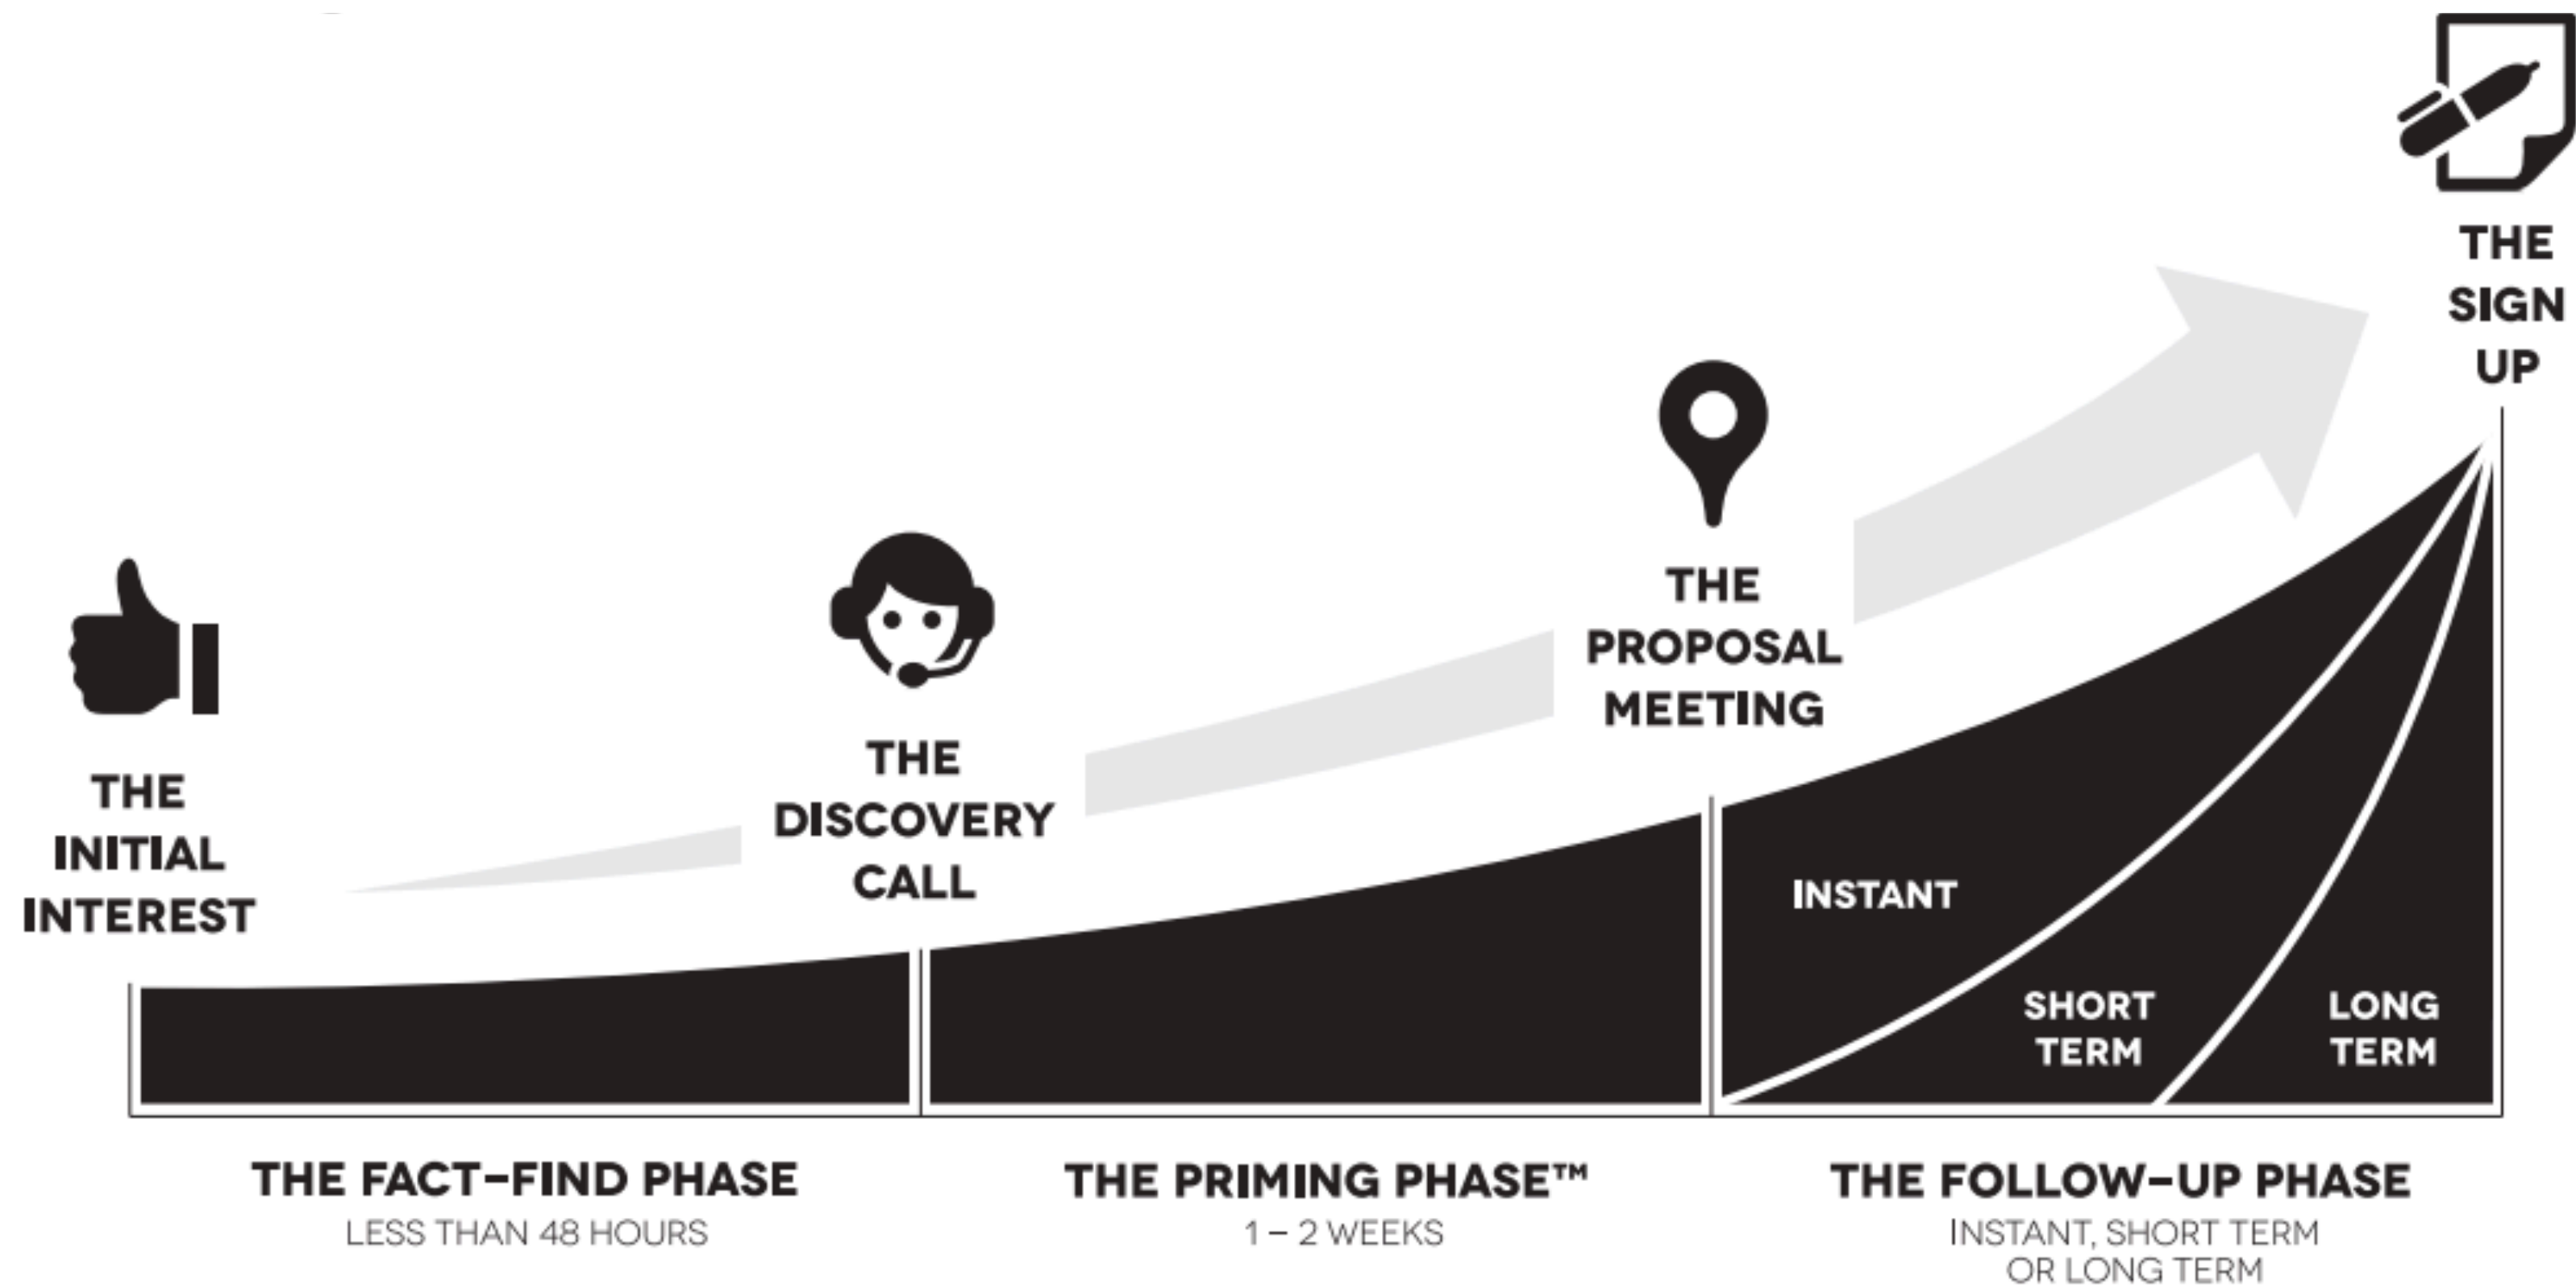 THE
INITIAL
INTEREST
THE
DISCOVERY
CALL
THE
PROPOSAL
MEETING
THE
SIGN
UP
INSTANT
SHORT
TERM
LONG
TERM
THE FACT–FIND PHASE
LESS THAN 48 HOURS
THE PRIMING PHASE™
1 – 2 WEEKS
THE FOLLOW–UP PHASE
INSTANT, SHORT TERM
OR LONG TERM